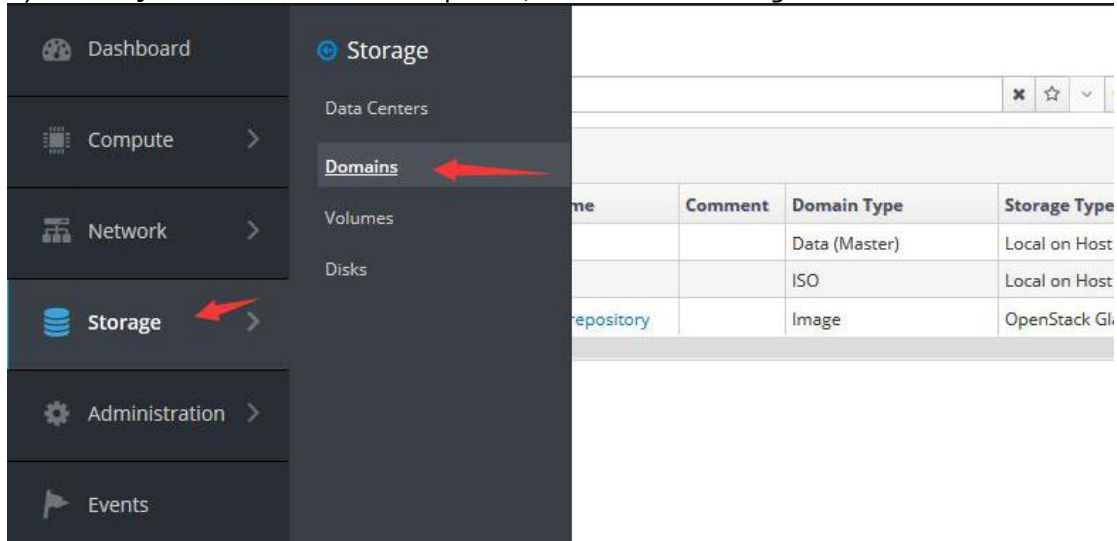 Dashboard
Compute
Network
Storage
Administration
Events
Storage
Data Centers
Domains
Volumes
Disks
me Comment Domain Type Storage Type
Data (Master) Local on Host
ISO Local on Host
repository Image OpenStack Gla